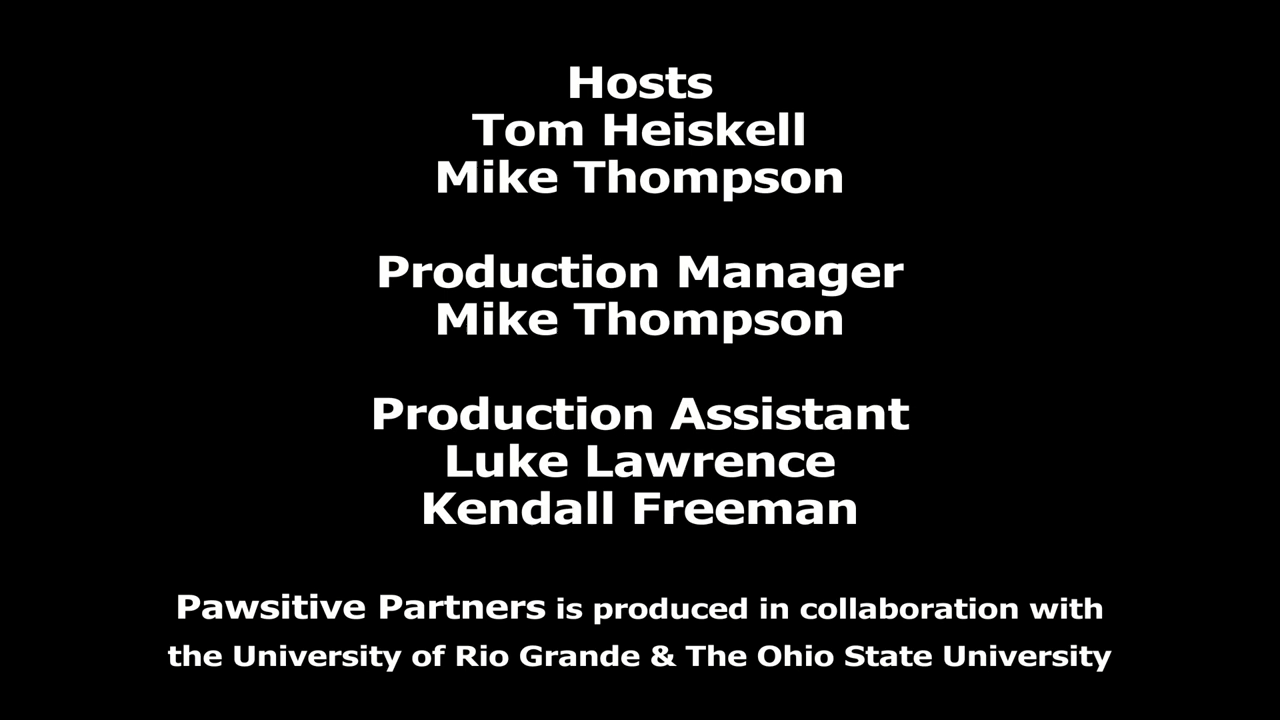 Hosts
Tom Heiskell
Mike Thompson
Production Manager
Mike Thompson
Production Assistant
Luke Lawrence
Kendall Freeman
Pawsitive Partners is produced in collaboration with
the University of Rio Grande & The Ohio State University